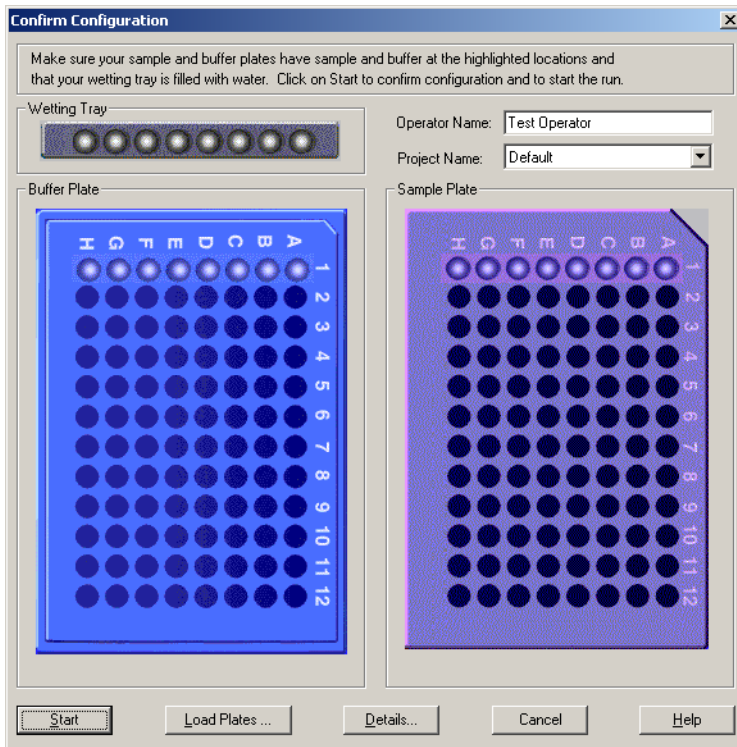 Confirm Configuration
Make sure your sample and buffer plates have sample and buffer at the highlighted locations and
that your wetting tray is filled with water. Click on Start to confirm configuration and to start the run.
Wetting Tray
Operator Name: Test Operator
Project Name: Default
Buffer Plate
H G F E D C B A
1
2
3
4
5
6
7
8
9
10
11
12
Sample Plate
H G F E D C B A
1
2
3
4
5
6
7
8
9
10
11
12
Start Load Plates ... Details... Cancel Help